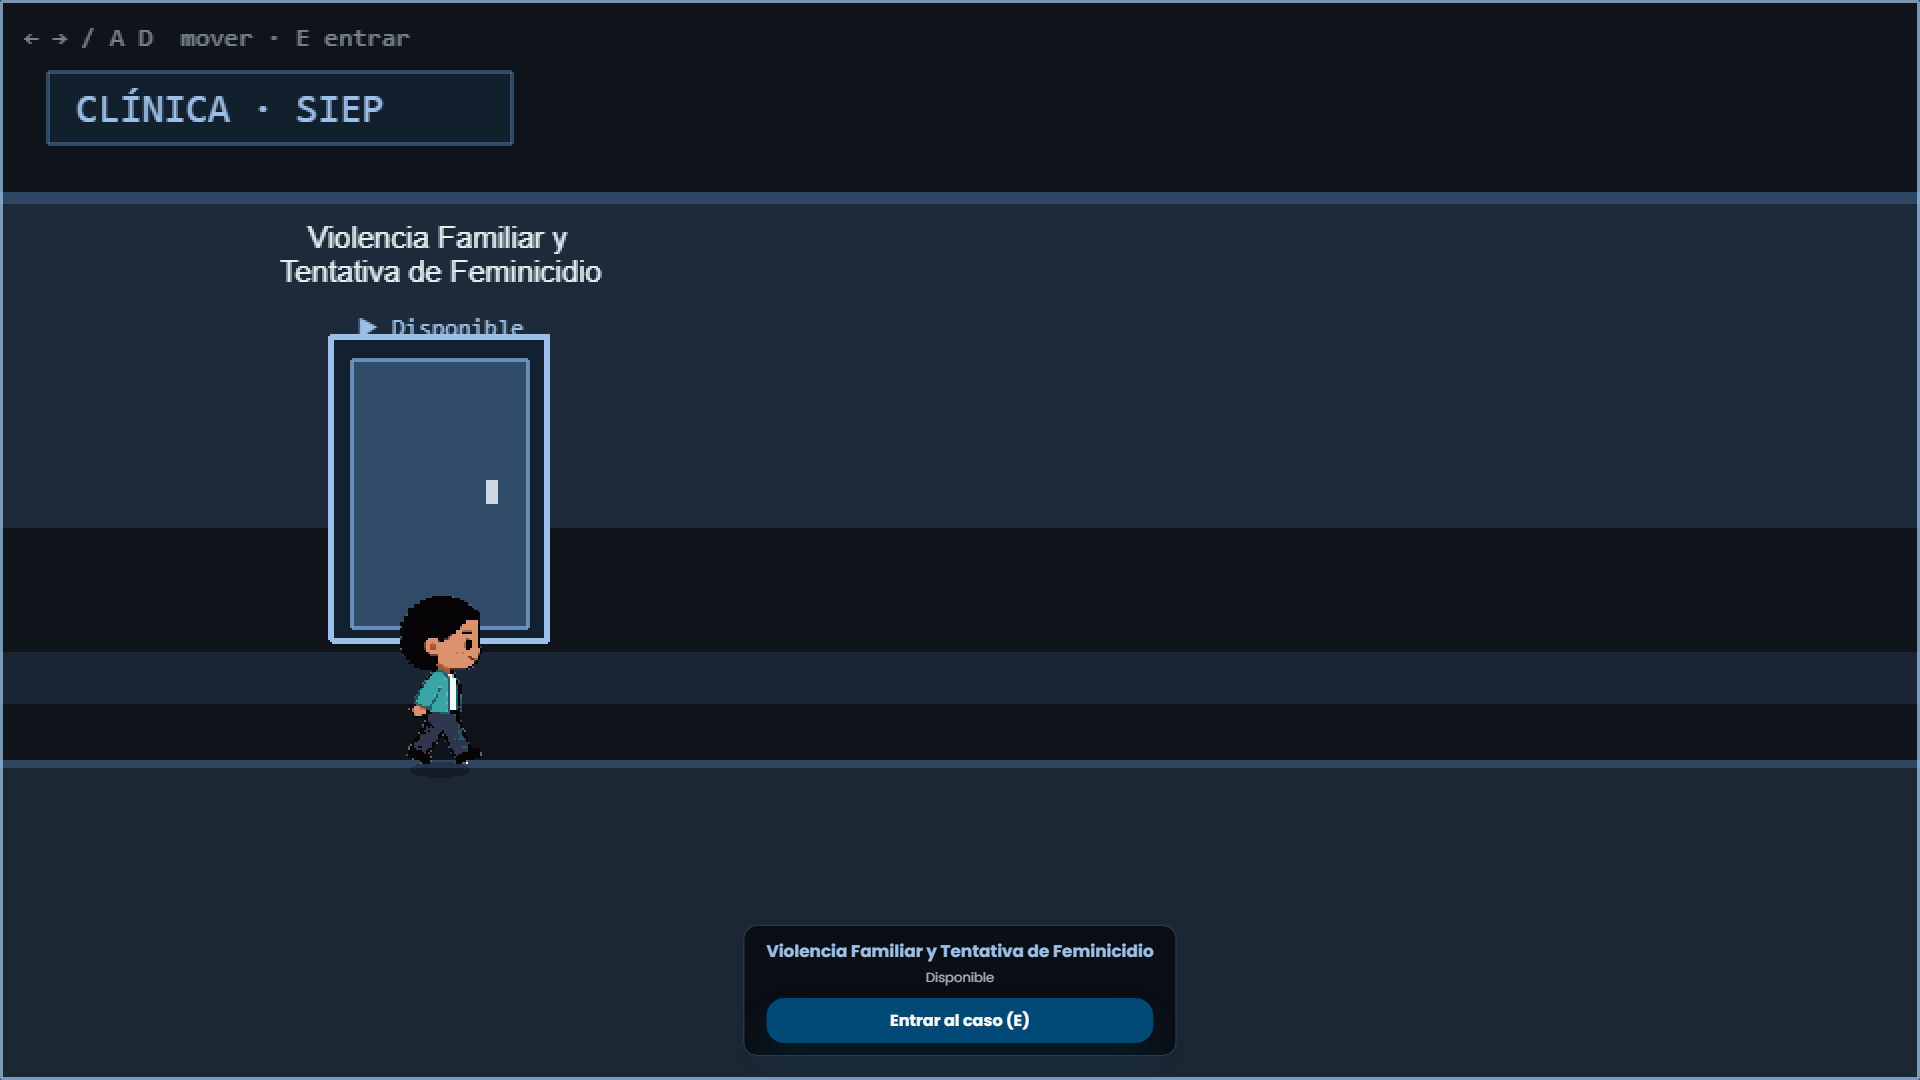 ← → / A D mover · E entrar
CLÍNICA · SIEP
Violencia Familiar y
Tentativa de Feminicidio
▶ Disponible
Violencia Familiar y Tentativa de Feminicidio
Disponible
Entrar al caso (E)